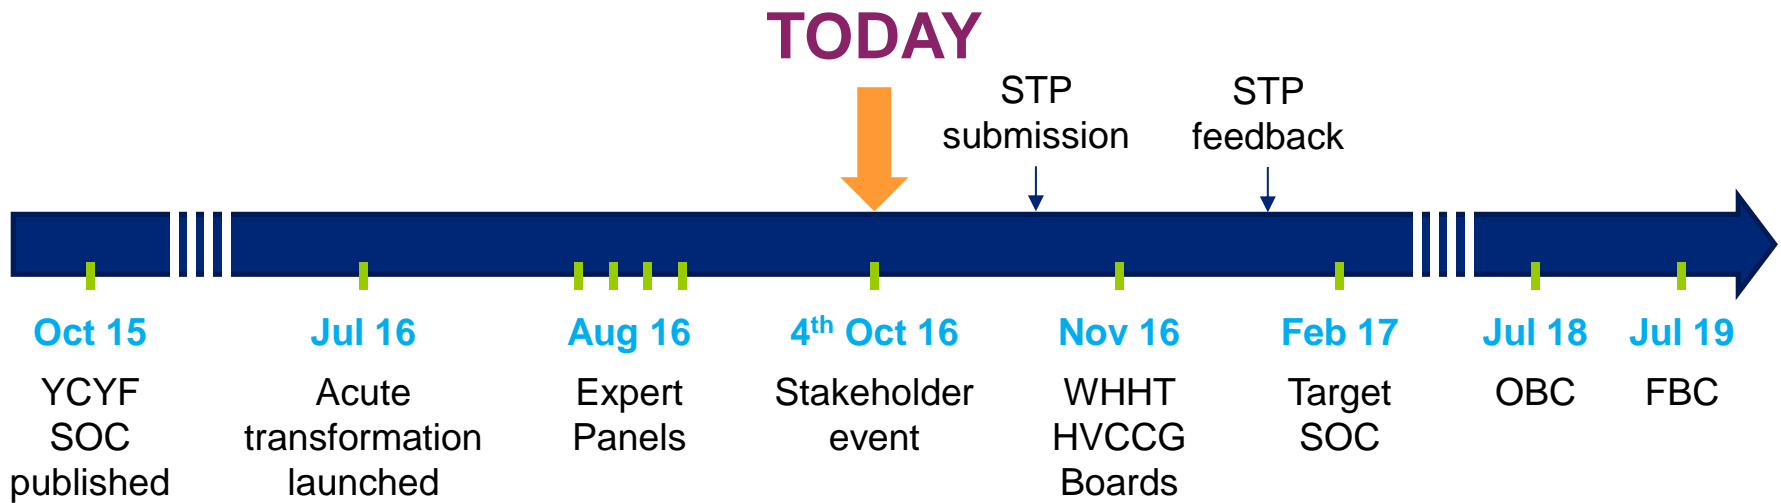 TODAY
STP
submission
STP
feedback
Oct 15
YCYF
SOC
published
Jul 16
Acute
transformation
launched
Aug 16
Expert
Panels
4th Oct 16
Stakeholder
event
Nov 16
WHHT
HVCCG
Boards
Feb 17
Target
SOC
Jul 18
OBC
Jul 19
FBC